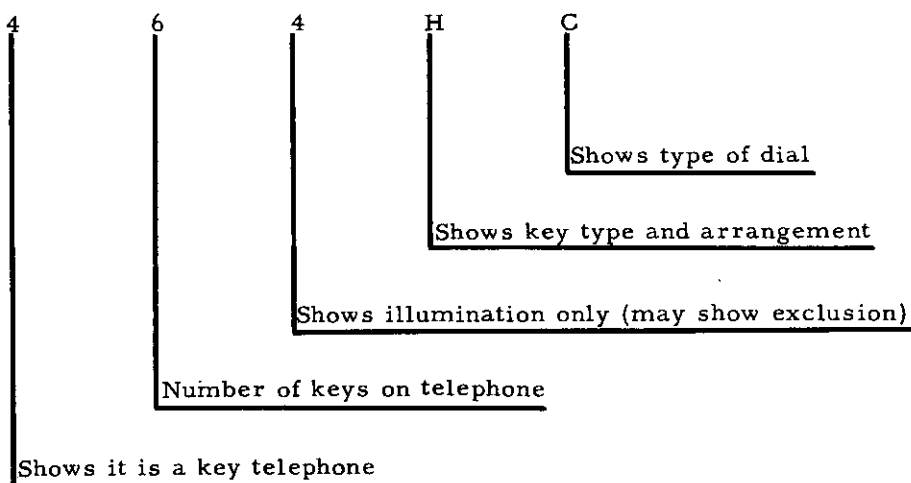 4 6 4 H C
Shows type of dial
Shows key type and arrangement
Shows illumination only (may show exclusion)
Number of keys on telephone
Shows it is a key telephone